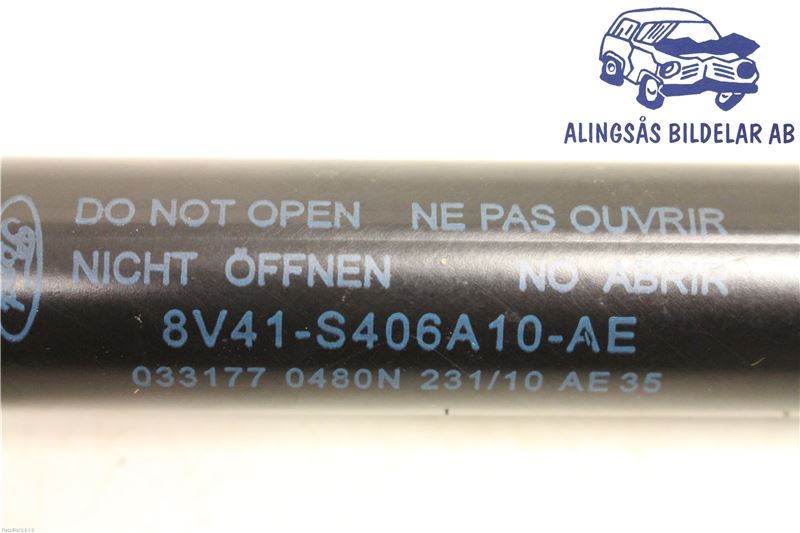 ALINGSÅS BILDELAR AB
DO NOT OPEN NE PAS OUVRIR
NICHT ÖFFNEN NO ABRIR
8V41-S406A10-AE
033177 0480N 231/10 AE 35
Ford